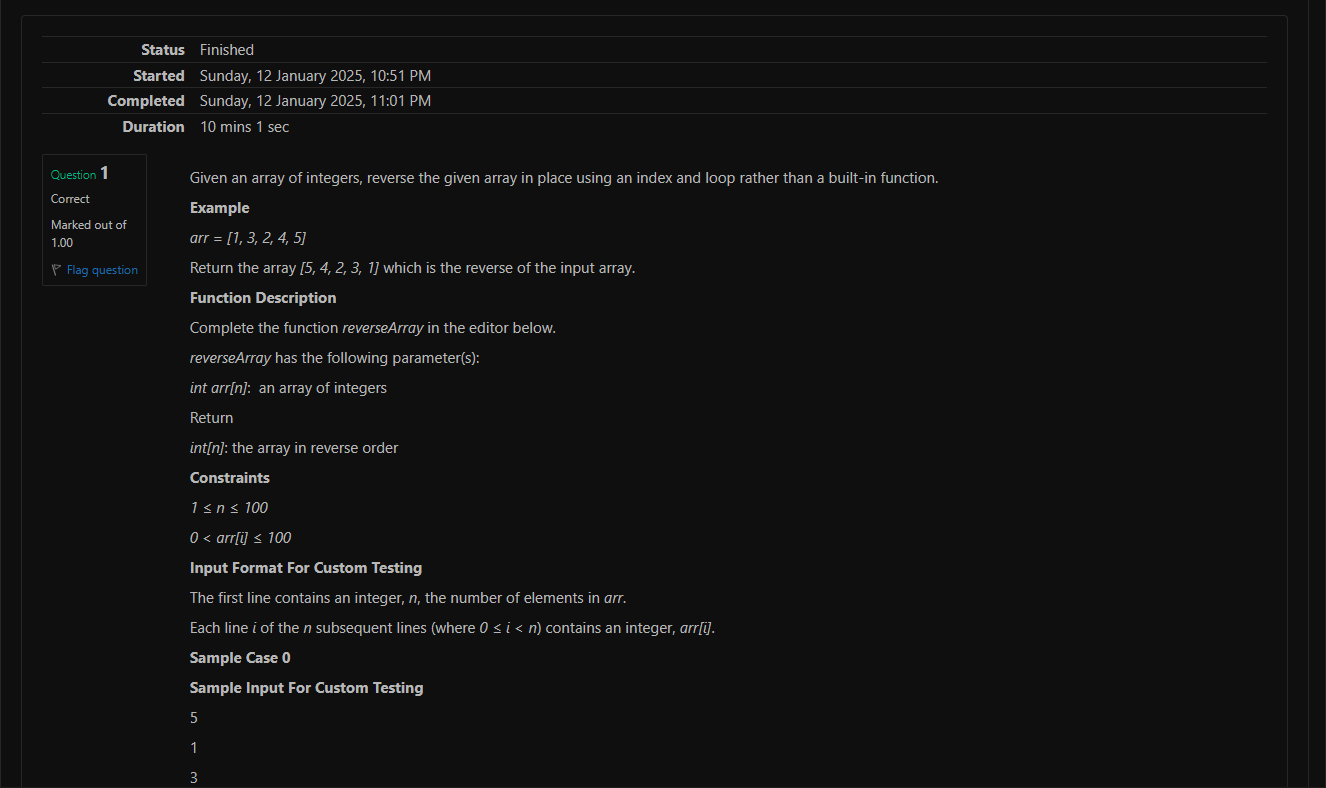 Status Finished
Started Sunday, 12 January 2025, 10:51 PM
Completed Sunday, 12 January 2025, 11:01 PM
Duration 10 mins 1 sec
Question 1
Correct
Marked out of
1.00
Flag question
Given an array of integers, reverse the given array in place using an index and loop rather than a built-in function.
Example
arr = [1, 3, 2, 4, 5]
Return the array [5, 4, 2, 3, 1] which is the reverse of the input array.
Function Description
Complete the function reverseArray in the editor below.
reverseArray has the following parameter(s):
int arr[n]: an array of integers
Return
int[n]: the array in reverse order
Constraints
1 ≤ n ≤ 100
0 < arr[i] ≤ 100
Input Format For Custom Testing
The first line contains an integer, n, the number of elements in arr.
Each line i of the n subsequent lines (where 0 ≤ i < n) contains an integer, arr[i].
Sample Case 0
Sample Input For Custom Testing
5
1
3